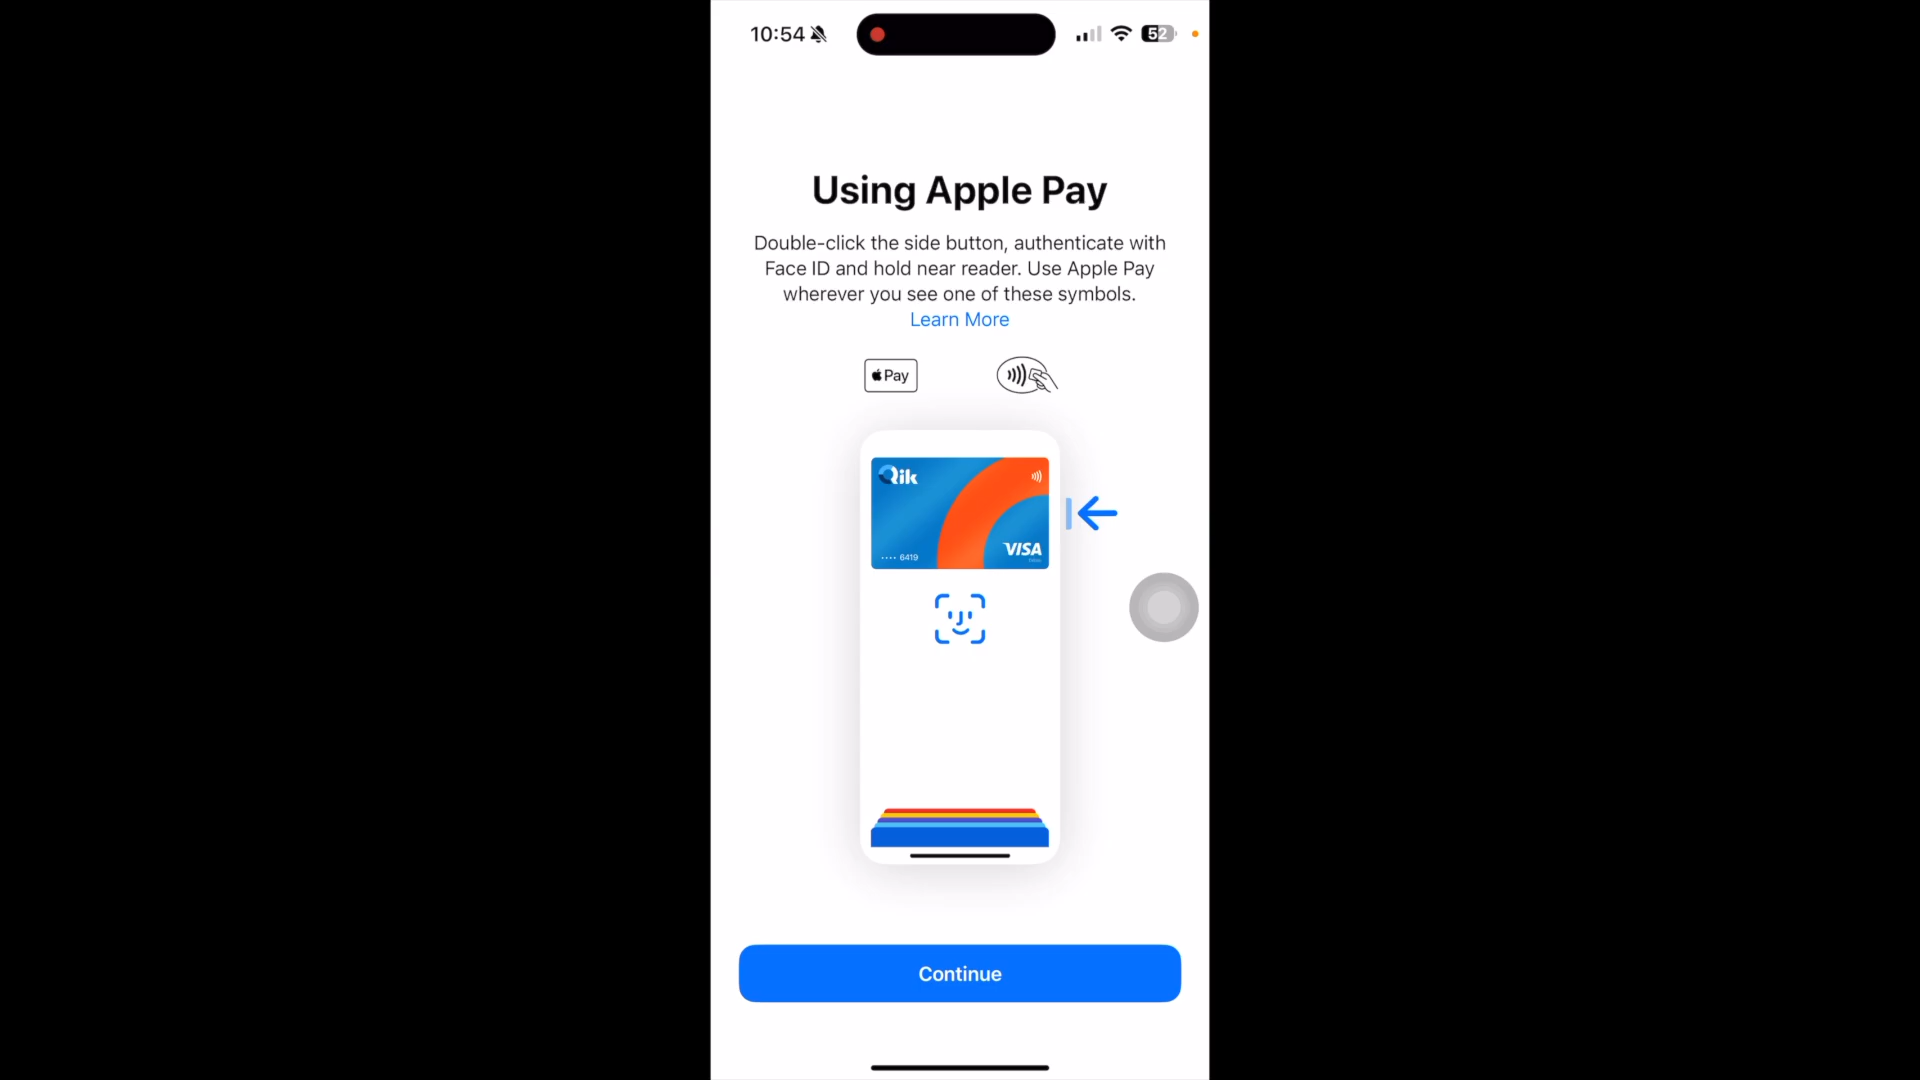 10:54
52
Using Apple Pay
Double-click the side button, authenticate with
Face ID and hold near reader. Use Apple Pay
wherever you see one of these symbols.
Learn More
Pay
Qik
VISA
•••• 6419
Continue